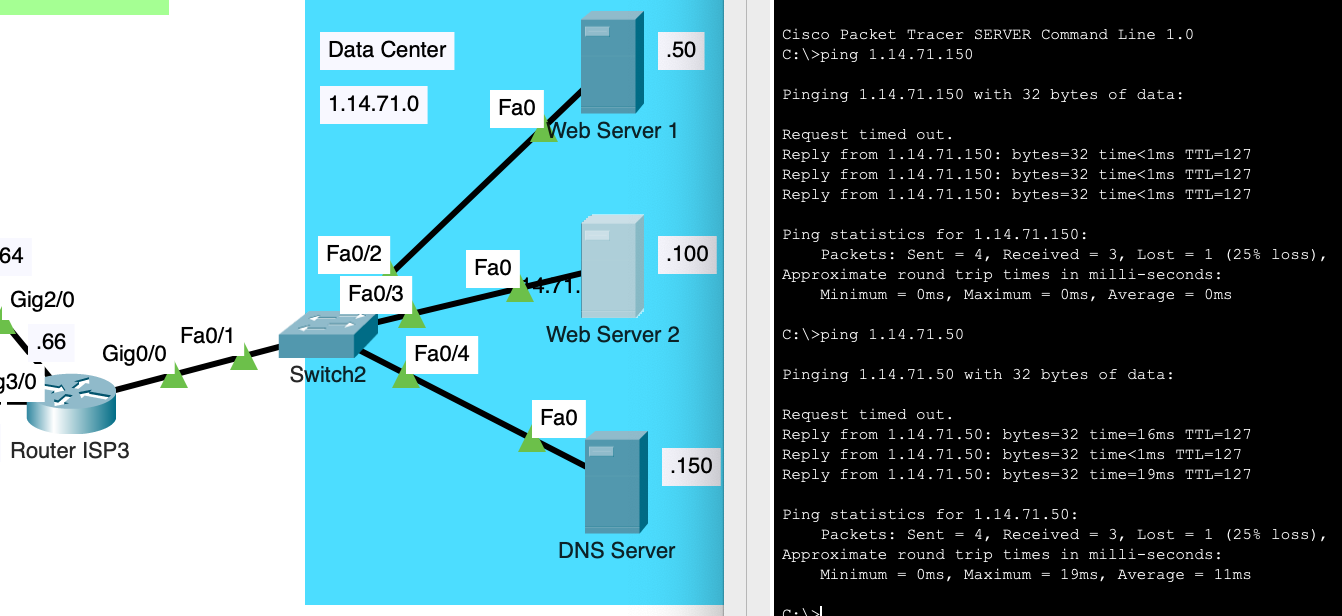 Data Center
1.14.71.0
.50
Fa0
Web Server 1
Fa0/2
Fa0
.100
Fa0/3
14.71.
Web Server 2
64
Gig2/0
.66
Gig0/0
Fa0/1
g3/0
Router ISP3
Switch2
Fa0/4
Fa0
.150
DNS Server
Cisco Packet Tracer SERVER Command Line 1.0
C:\>ping 1.14.71.150
Pinging 1.14.71.150 with 32 bytes of data:
Request timed out.
Reply from 1.14.71.150: bytes=32 time<1ms TTL=127
Reply from 1.14.71.150: bytes=32 time<1ms TTL=127
Reply from 1.14.71.150: bytes=32 time<1ms TTL=127
Ping statistics for 1.14.71.150:
Packets: Sent = 4, Received = 3, Lost = 1 (25% loss),
Approximate round trip times in milli-seconds:
Minimum = 0ms, Maximum = 0ms, Average = 0ms
C:\>ping 1.14.71.50
Pinging 1.14.71.50 with 32 bytes of data:
Request timed out.
Reply from 1.14.71.50: bytes=32 time=16ms TTL=127
Reply from 1.14.71.50: bytes=32 time<1ms TTL=127
Reply from 1.14.71.50: bytes=32 time=19ms TTL=127
Ping statistics for 1.14.71.50:
Packets: Sent = 4, Received = 3, Lost = 1 (25% loss),
Approximate round trip times in milli-seconds:
Minimum = 0ms, Maximum = 19ms, Average = 11ms
C:\>